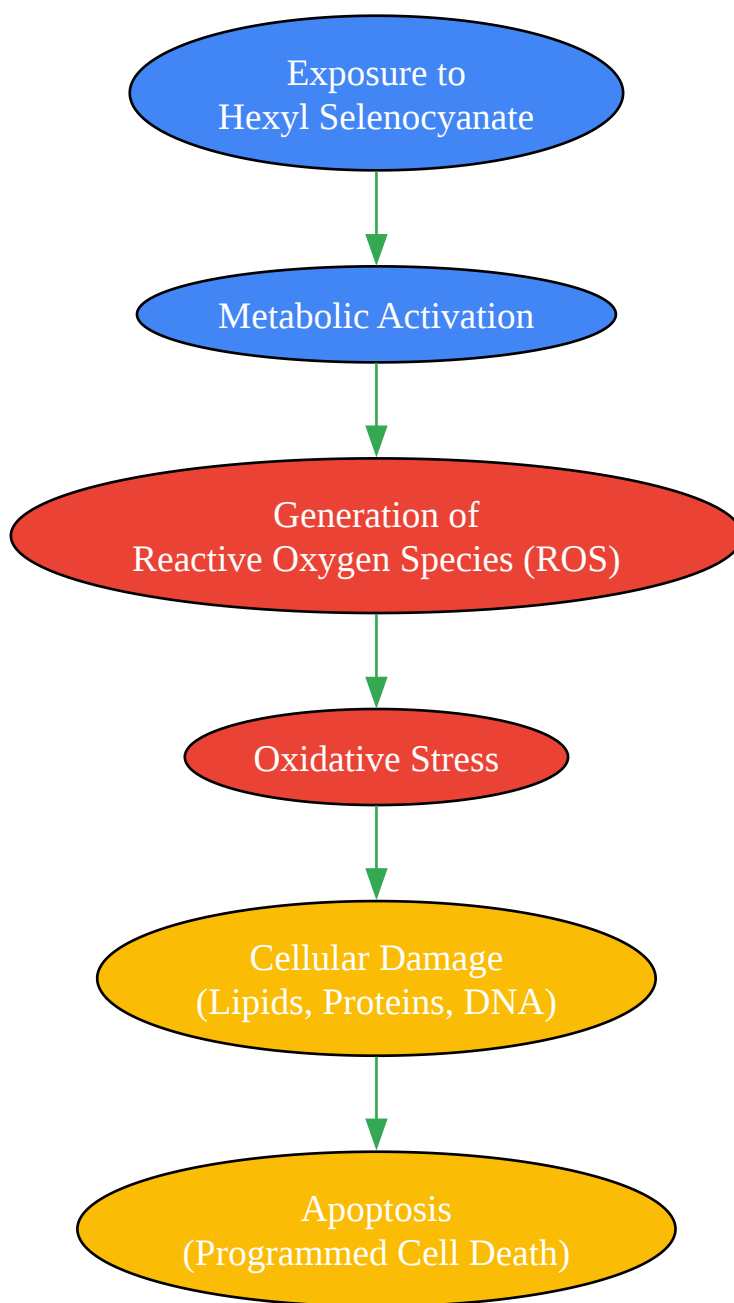 Exposure to
Hexyl Selenocyanate
Metabolic Activation
Generation of
Reactive Oxygen Species (ROS)
Oxidative Stress
Cellular Damage
(Lipids, Proteins, DNA)
Apoptosis
(Programmed Cell Death)